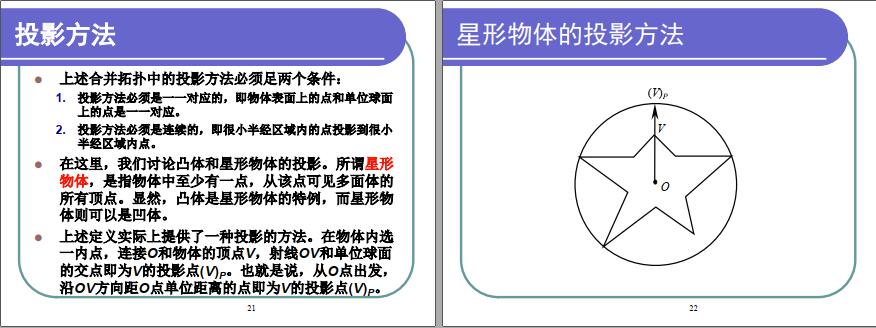 投影方法
上述合并拓扑中的投影方法必须足两个条件：
1. 投影方法必须是一一对应的，即物体表面上的点和单位球面
上的点是一一对应。
2. 投影方法必须是连续的，即很小半经区域内的点投影到很小
半经区域内点。
在这里，我们讨论凸体和星形物体的投影。所谓星形
物体，是指物体中至少有一点，从该点可见多面体的
所有顶点。显然，凸体是星形物体的特例，而星形物
体则可以是凹体。
上述定义实际上提供了一种投影的方法。在物体内选
一内点，连接O和物体的顶点V，射线OV和单位球面
的交点即为V的投影点(V)P。也就是说，从O点出发，
沿OV方向距O点单位距离的点即为V的投影点(V)P。
21
星形物体的投影方法
(V)P
V
O
22